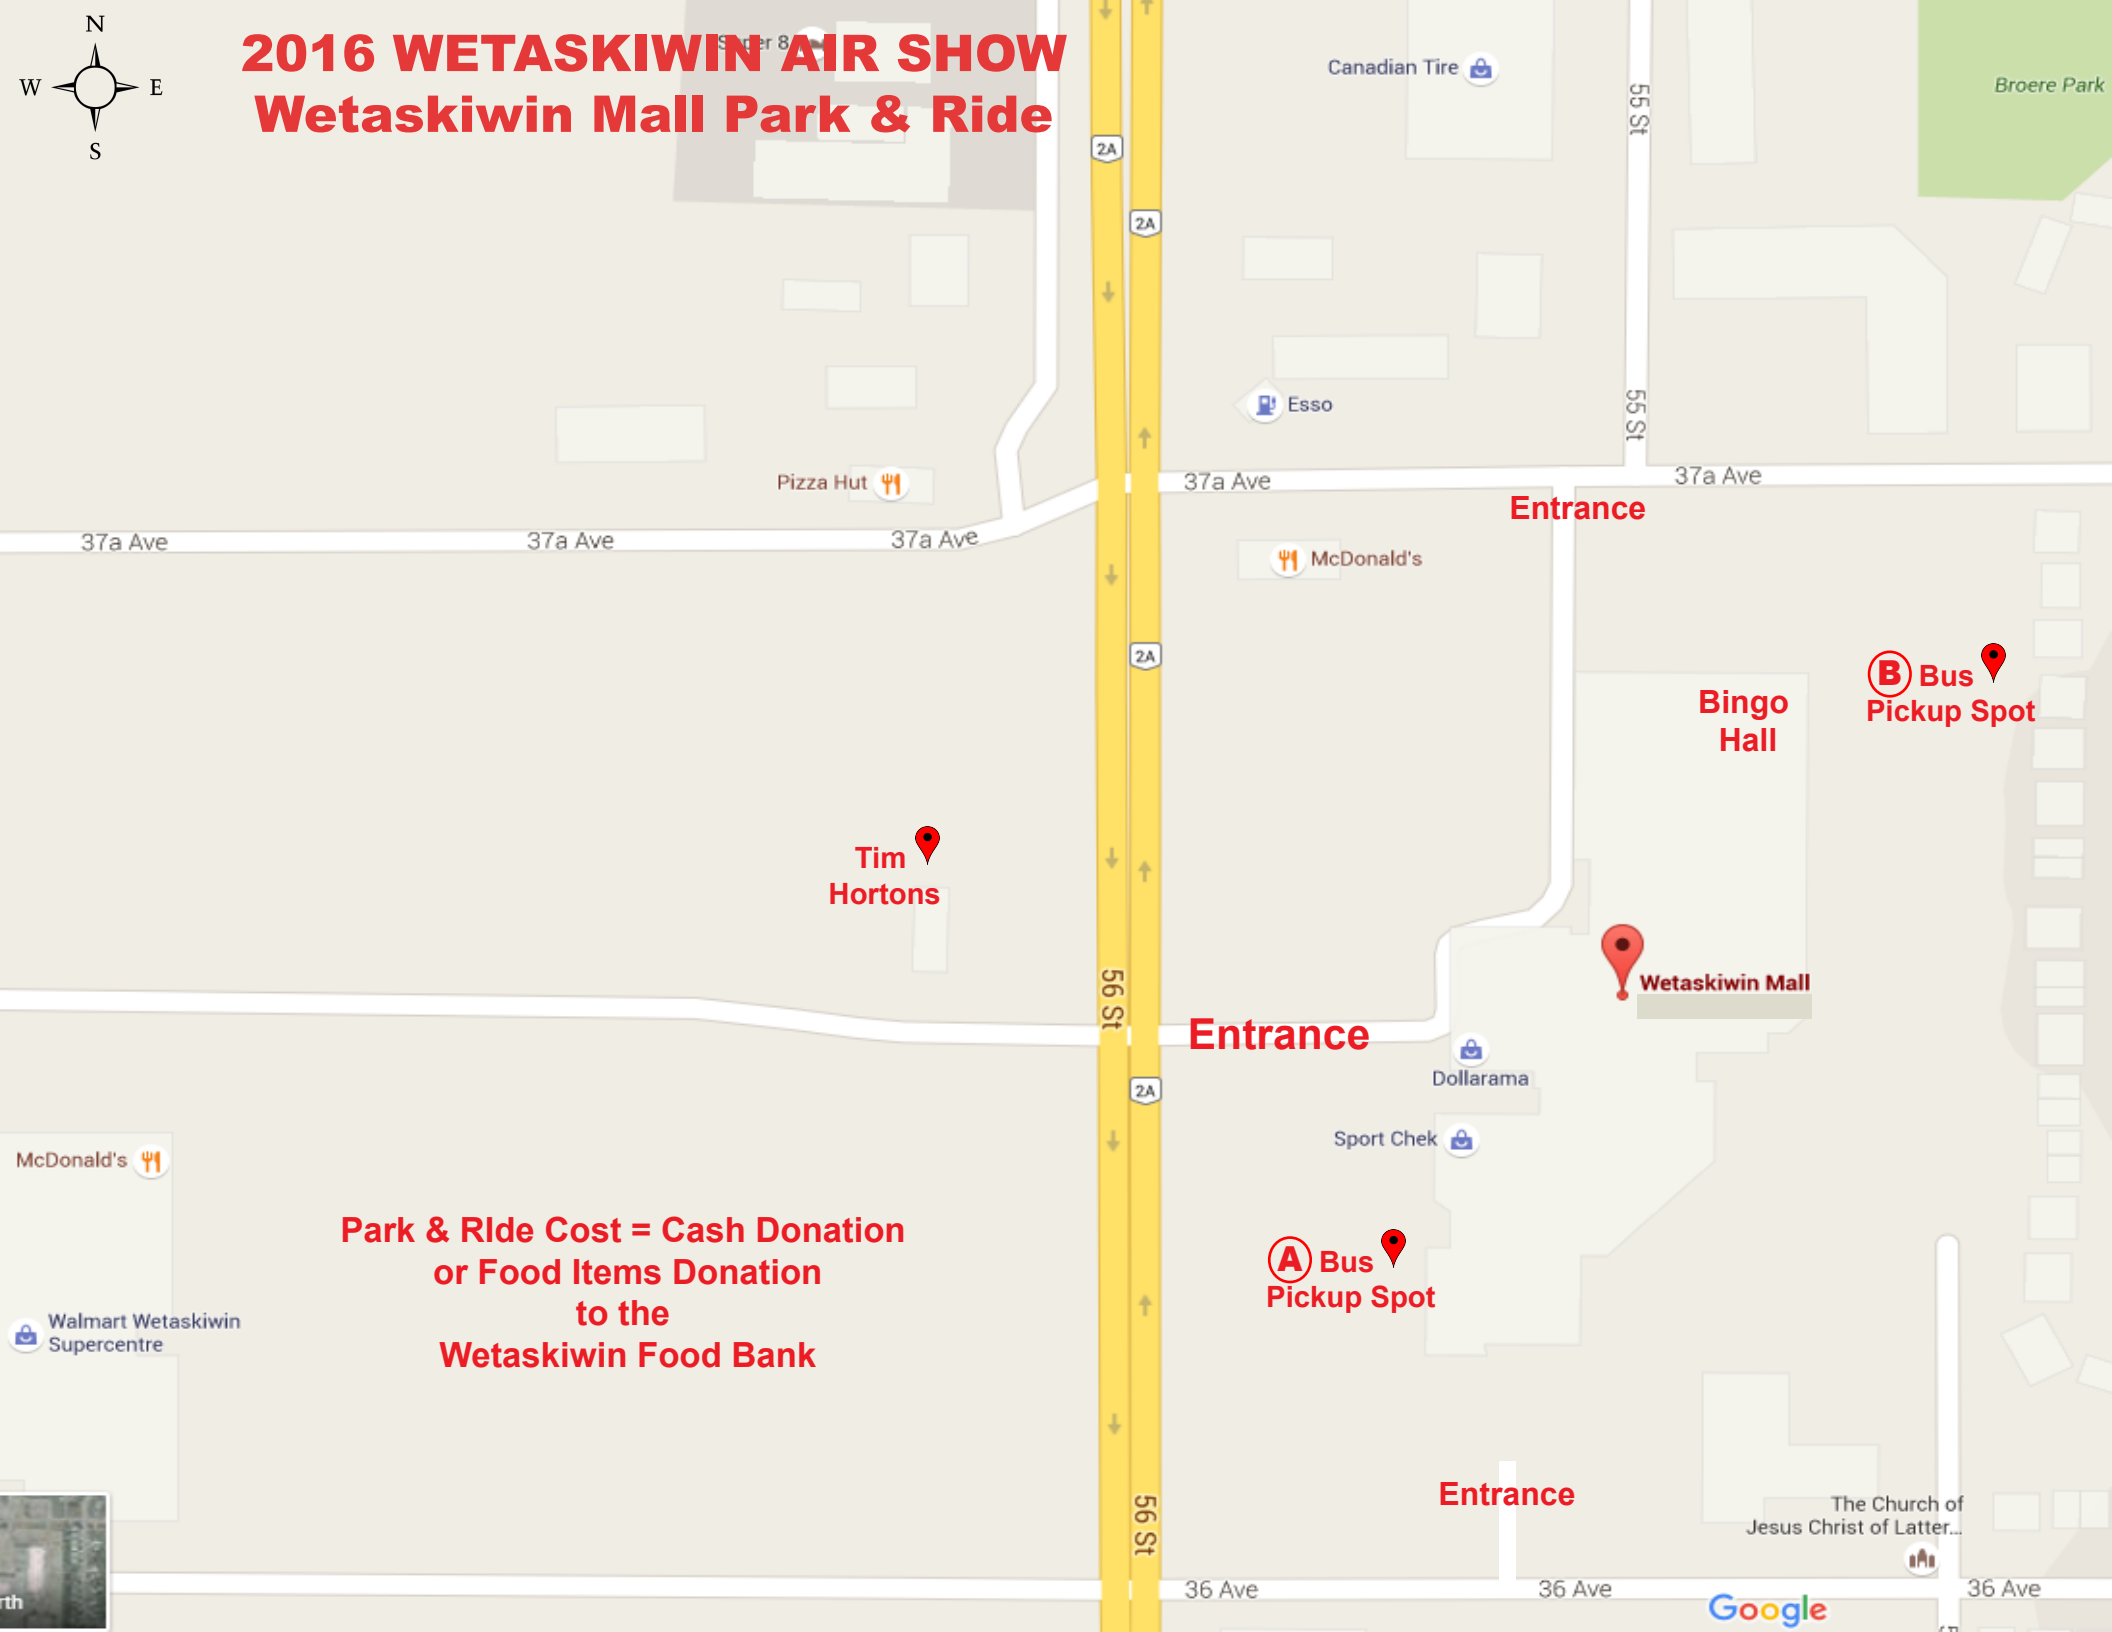 N
W E
S
2016 WETASKIWIN AIR SHOW
Wetaskiwin Mall Park & Ride
Super 8
Canadian Tire
Broere Park
55 St
2A
2A
Esso
55 St
Pizza Hut
37a Ave
37a Ave
37a Ave
37a Ave
37a Ave
Entrance
McDonald's
2A
B Bus
Pickup Spot
Bingo
Hall
Tim
Hortons
56 St
Wetaskiwin Mall
Entrance
Dollarama
2A
Sport Chek
McDonald's
Park & RIde Cost = Cash Donation
or Food Items Donation
to the
Wetaskiwin Food Bank
A Bus
Pickup Spot
Walmart Wetaskiwin
Supercentre
Entrance
56 St
The Church of
Jesus Christ of Latter...
36 Ave
36 Ave
36 Ave
Google
rth